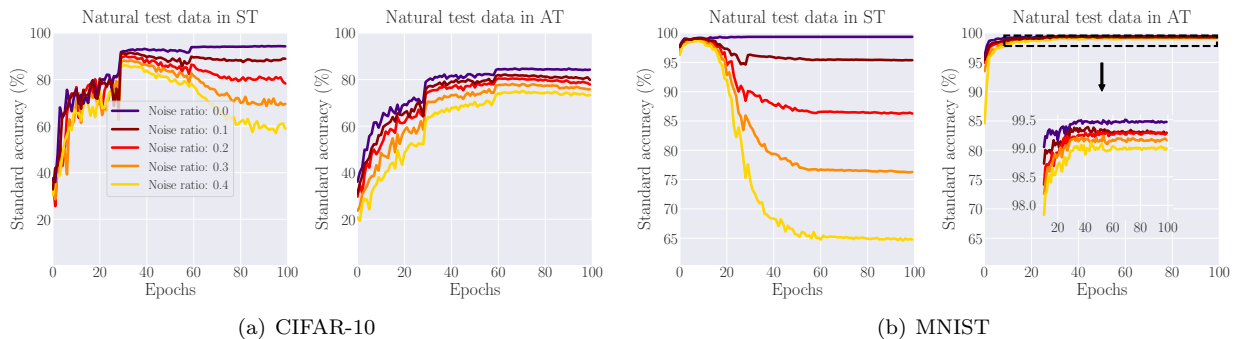 Natural test data in ST
Natural test data in AT
Natural test data in ST
Natural test data in AT
100
80
60
40
20
Standard accuracy (%)
Noise ratio: 0.0
Noise ratio: 0.1
Noise ratio: 0.2
Noise ratio: 0.3
Noise ratio: 0.4
0 20 40 60 80 100
Epochs
100
80
60
40
20
Standard accuracy (%)
0 20 40 60 80 100
Epochs
100
95
90
85
80
75
70
65
Standard accuracy (%)
0 20 40 60 80 100
Epochs
100
95
90
85
80
75
70
65
Standard accuracy (%)
99.5
99.0
98.5
98.0
20 40 60 80 100
0 20 40 60 80 100
Epochs
(a) CIFAR-10
(b) MNIST